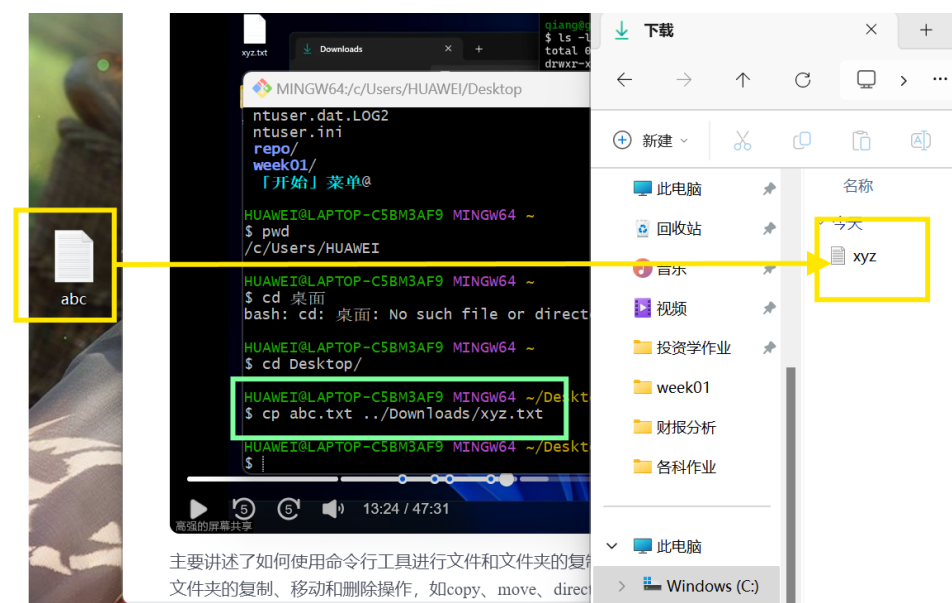 abc
xyz.txt
Downloads
qiang@g
$ ls -l
total 0
drwxr-x
MINGW64:/c/Users/HUAWEI/Desktop
ntuser.dat.LOG2
ntuser.ini
repo/
week01/
「开始」菜单@
HUAWEI@LAPTOP-C5BM3AF9 MINGW64 ~
$ pwd
/c/Users/HUAWEI
HUAWEI@LAPTOP-C5BM3AF9 MINGW64 ~
$ cd 桌面
bash: cd: 桌面: No such file or direct
HUAWEI@LAPTOP-C5BM3AF9 MINGW64 ~
$ cd Desktop/
HUAWEI@LAPTOP-C5BM3AF9 MINGW64 ~/Deskt
$ cp abc.txt ../Downloads/xyz.txt
HUAWEI@LAPTOP-C5BM3AF9 MINGW64 ~/Deskt
$
5
5
13:24 / 47:31
高强的屏幕共享
主要讲述了如何使用命令行工具进行文件和文件夹的复制
文件夹的复制、移动和删除操作，如copy、move、direct
下载
新建
此电脑
回收站
音乐
视频
投资学作业
week01
财报分析
各科作业
此电脑
Windows (C:)
名称
今天
xyz